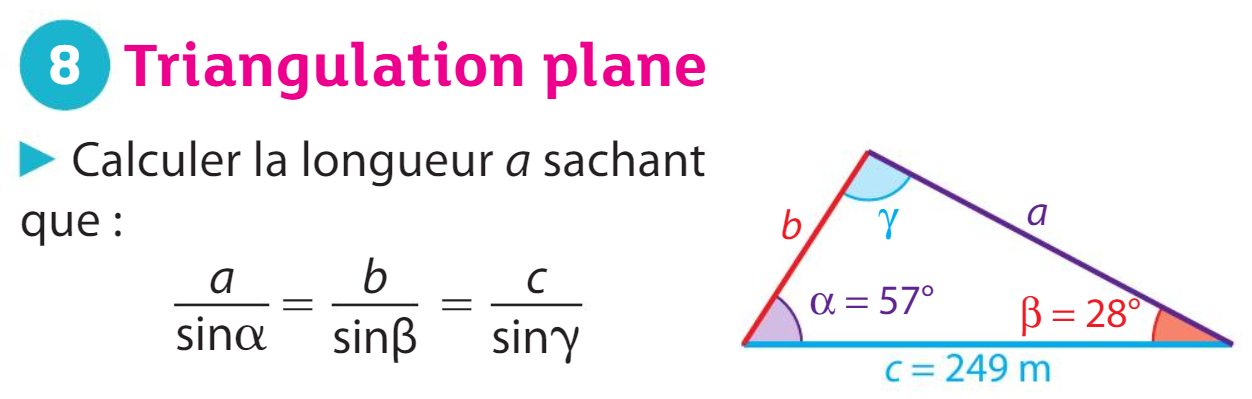 8 Triangulation plane
▶ Calculer la longueur a sachant
que :
a/sinα = b/sinβ = c/sinγ
b
γ
a
α = 57°
β = 28°
c = 249 m